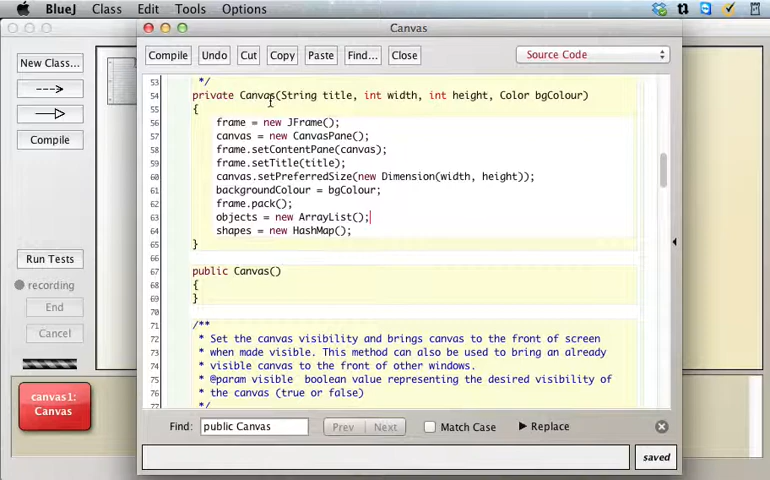 BlueJ Class Edit Tools Options
Canvas
New Class...
Compile
Run Tests
recording
End
Cancel
canvas1:
Canvas
Compile Undo Cut Copy Paste Find... Close Source Code
53 */
54 private Canvas(String title, int width, int height, Color bgColour)
55 {
56 frame = new JFrame();
57 canvas = new CanvasPane();
58 frame.setContentPane(canvas);
59 frame.setTitle(title);
60 canvas.setPreferredSize(new Dimension(width, height));
61 backgroundColour = bgColour;
62 frame.pack();
63 objects = new ArrayList();
64 shapes = new HashMap();
65 }
66
67 public Canvas()
68 {
69 }
70
71 /**
72 * Set the canvas visibility and brings canvas to the front of screen
73 * when made visible. This method can also be used to bring an already
74 * visible canvas to the front of other windows.
75 * @param visible boolean value representing the desired visibility of
76 * the canvas (true or false)
77 */
Find: public Canvas Prev Next Match Case Replace
saved